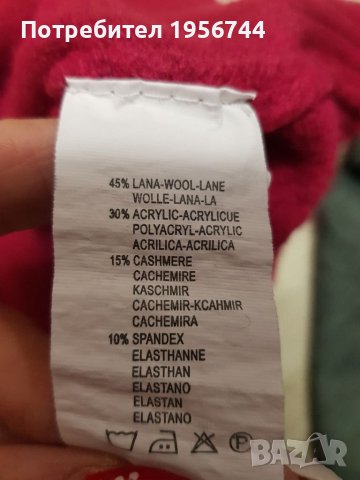 Потребител 1956744
45% LANA-WOOL-LANE
WOLLE-LANA-LA
30% ACRYLIC-ACRYLICUE
POLYACRYL-ACRYLIC
ACRILICA-ACRILICA
15% CASHMERE
CACHEMIRE
KASCHMIR
CACHEMIR-KCAHMIR
CACHEMIRA
10% SPANDEX
ELASTHANNE
ELASTHAN
ELASTANO
ELASTAN
ELASTANO
P
BAZAR